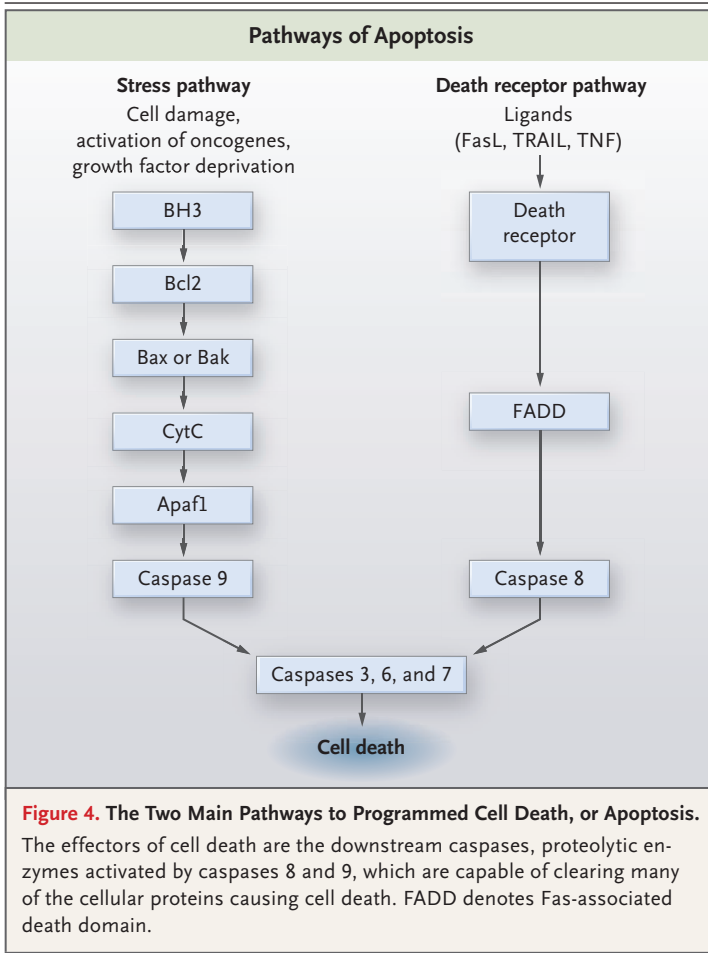 Pathways of Apoptosis
Stress pathway
Cell damage,
activation of oncogenes,
growth factor deprivation
BH3
Bcl2
Bax or Bak
CytC
Apaf1
Caspase 9
Death receptor pathway
Ligands
(FasL, TRAIL, TNF)
Death
receptor
FADD
Caspase 8
Caspases 3, 6, and 7
Cell death
Figure 4. The Two Main Pathways to Programmed Cell Death, or Apoptosis.
The effectors of cell death are the downstream caspases, proteolytic en-
zymes activated by caspases 8 and 9, which are capable of clearing many
of the cellular proteins causing cell death. FADD denotes Fas-associated
death domain.